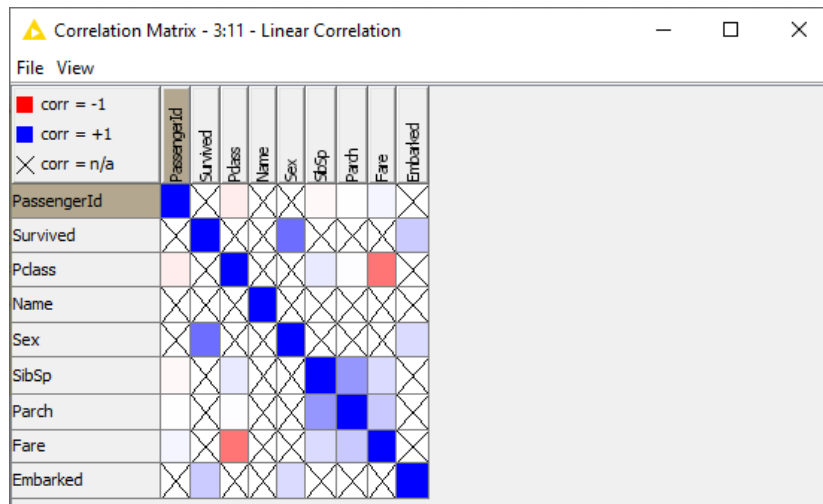 Correlation Matrix - 3:11 - Linear Correlation
File View
corr = -1
corr = +1
corr = n/a
PassengerId
Survived
Pclass
Name
Sex
SibSp
Parch
Fare
Embarked
PassengerId
Survived
Pclass
Name
Sex
SibSp
Parch
Fare
Embarked